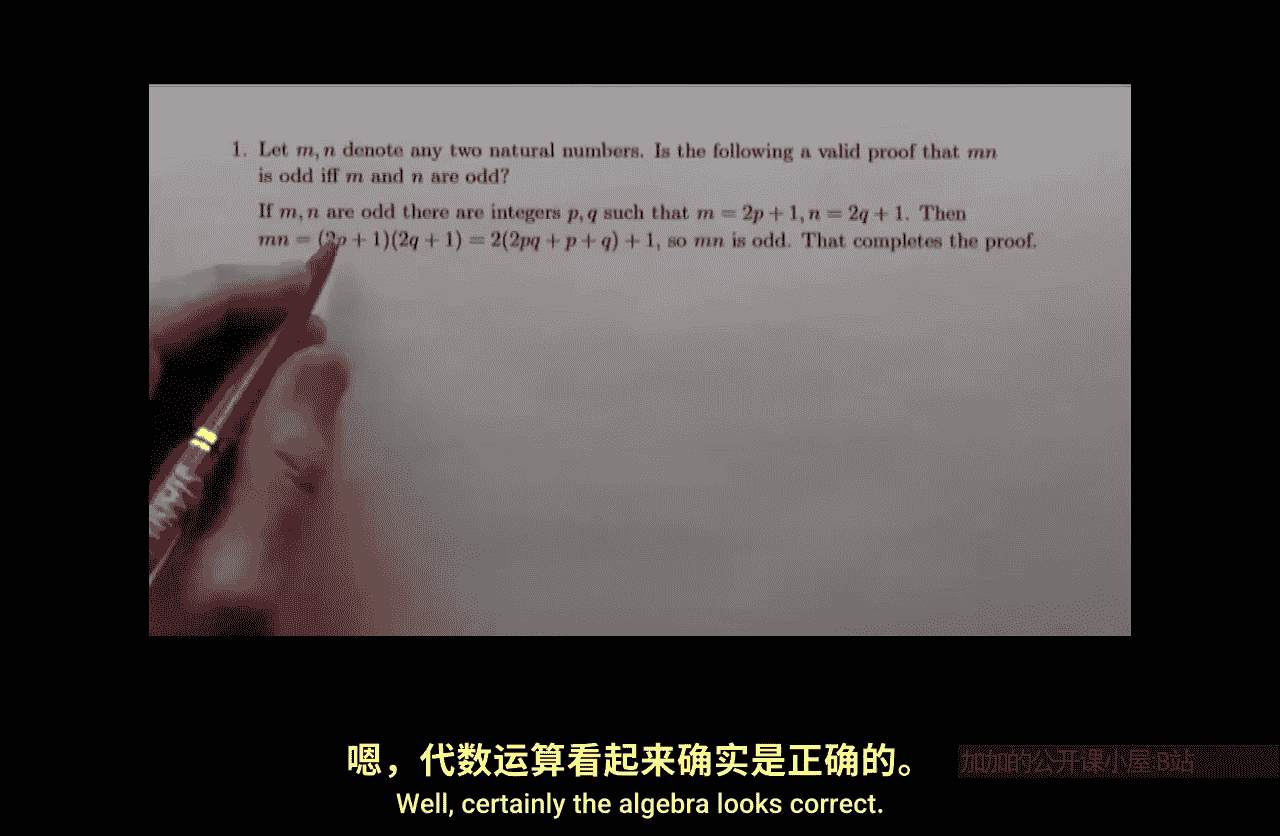 1. Let m, n denote any two natural numbers. Is the following a valid proof that mn
is odd iff m and n are odd?
If m, n are odd there are integers p, q such that m = 2p + 1, n = 2q + 1. Then
mn = (2p + 1)(2q + 1) = 2(2pq + p + q) + 1, so mn is odd. That completes the proof.
嗯，代数运算看起来确实是正确的。
加加的公开课小屋B站
Well, certainly the algebra looks correct.